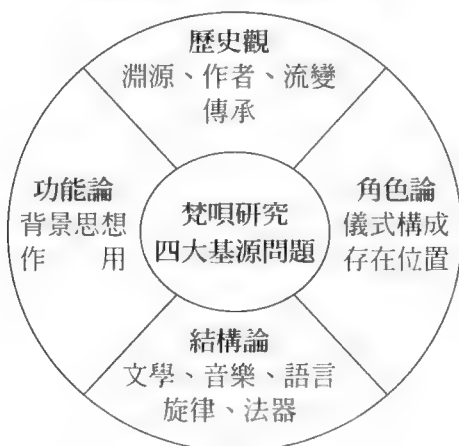 歷史觀
淵源、作者、流變
傳承
功能論
背景思想
作 用
梵唄研究
四大基源問題
角色論
儀式構成
存在位置
結構論
文學、音樂、語言
旋律、法器